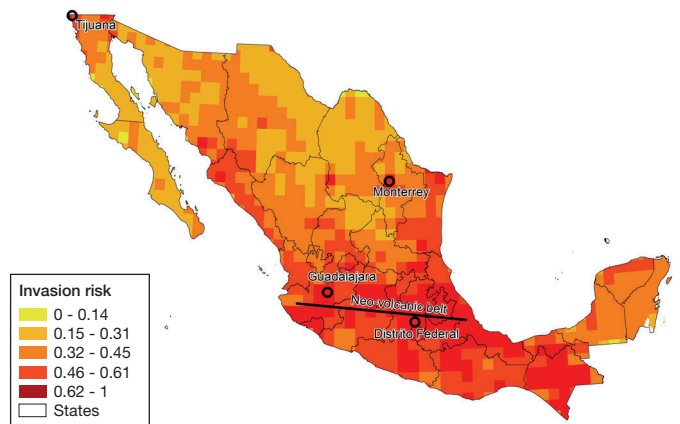 Tijuana
Monterrey
Guadalajara
Neo-volcanic belt
Distrito Federal
Invasion risk
0 - 0.14
0.15 - 0.31
0.32 - 0.45
0.46 - 0.61
0.62 - 1
States